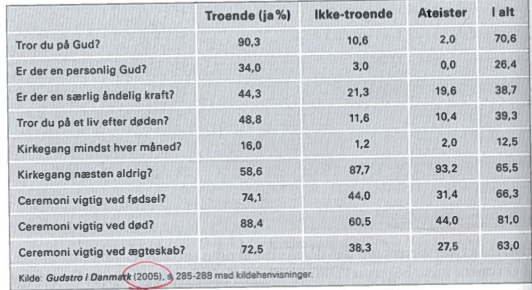 Troende (ja%) Ikke-troende Ateister I alt
Tror du på Gud? 90,3 10,6 2,0 70,6
Er der en personlig Gud? 34,0 3,0 0,0 26,4
Er der en særlig åndelig kraft? 44,3 21,3 19,6 38,7
Tror du på et liv efter døden? 48,8 11,6 10,4 39,3
Kirkegang mindst hver måned? 16,0 1,2 2,0 12,5
Kirkegang næsten aldrig? 58,6 87,7 93,2 65,5
Ceremoni vigtig ved fødsel? 74,1 44,0 31,4 66,3
Ceremoni vigtig ved død? 88,4 60,5 44,0 81,0
Ceremoni vigtig ved ægteskab? 72,5 38,3 27,5 63,0
Kilde: Gudstro i Danmark (2005), s. 285-288 med kildehenvisninger.